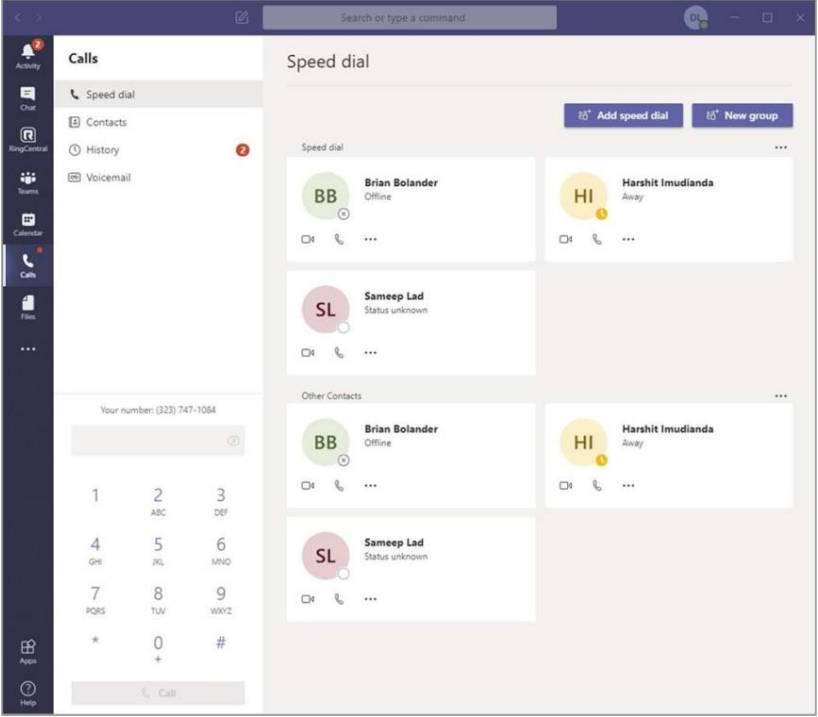 Search or type a command
DL
2
Activity
Chat
RingCentral
Teams
Calendar
Calls
Files
Apps
Help
Calls
Speed dial
Contacts
History
2
Voicemail
Your number: (323) 747-1084
1 2 3
ABC DEF
4 5 6
GHI JKL MNO
7 8 9
PQRS TUV WXYZ
* 0 #
+
Call
Speed dial
Add speed dial
New group
Speed dial
BB
Brian Bolander
Offline
HI
Harshit Imudianda
Away
SL
Sameep Lad
Status unknown
Other Contacts
BB
Brian Bolander
Offline
HI
Harshit Imudianda
Away
SL
Sameep Lad
Status unknown